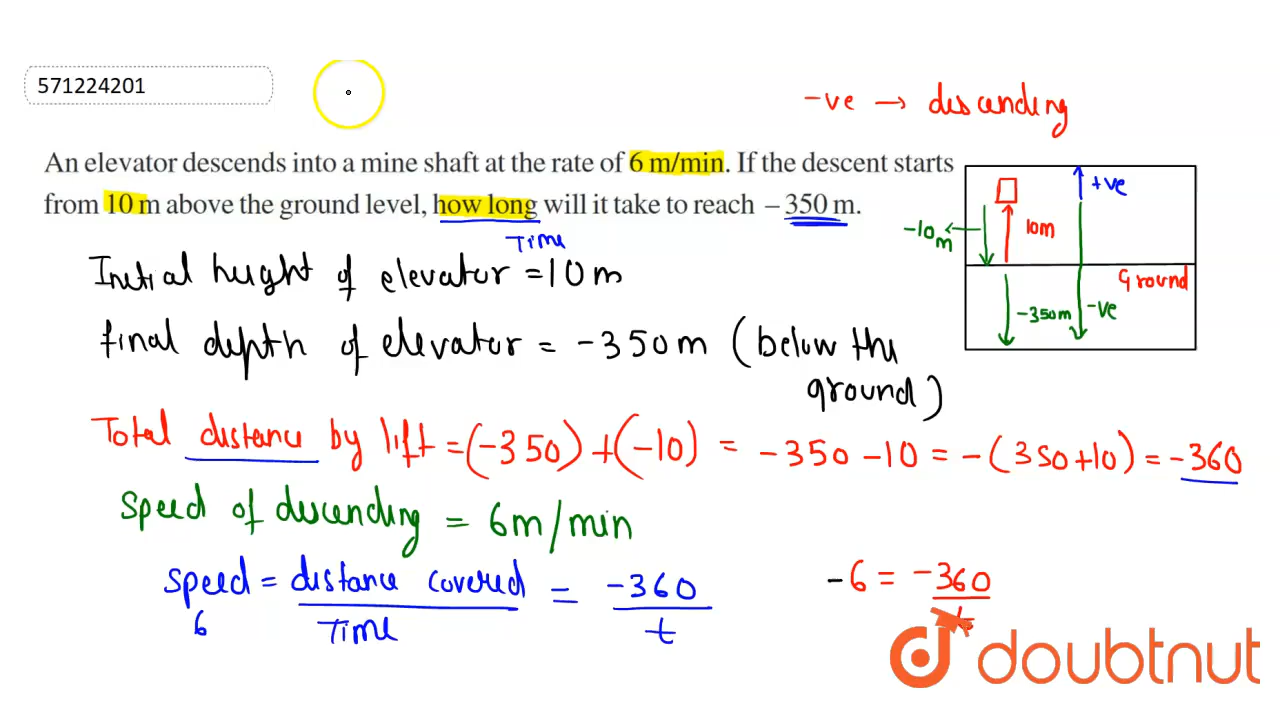 571224201
-ve → descending
An elevator descends into a mine shaft at the rate of 6 m/min. If the descent starts
from 10 m above the ground level, how long will it take to reach – 350 m.
Time
+ve
-10m
10m
Ground
-350m
-ve
Initial height of elevator = 10 m
final depth of elevator = -350m (below the
ground)
Total distance by lift = (-350) + (-10) = -350 -10 = -(350+10) = -360
Speed of descending = 6m/min
Speed = distance covered = -360
6
Time
t
-6 = -360
t
doubtnut